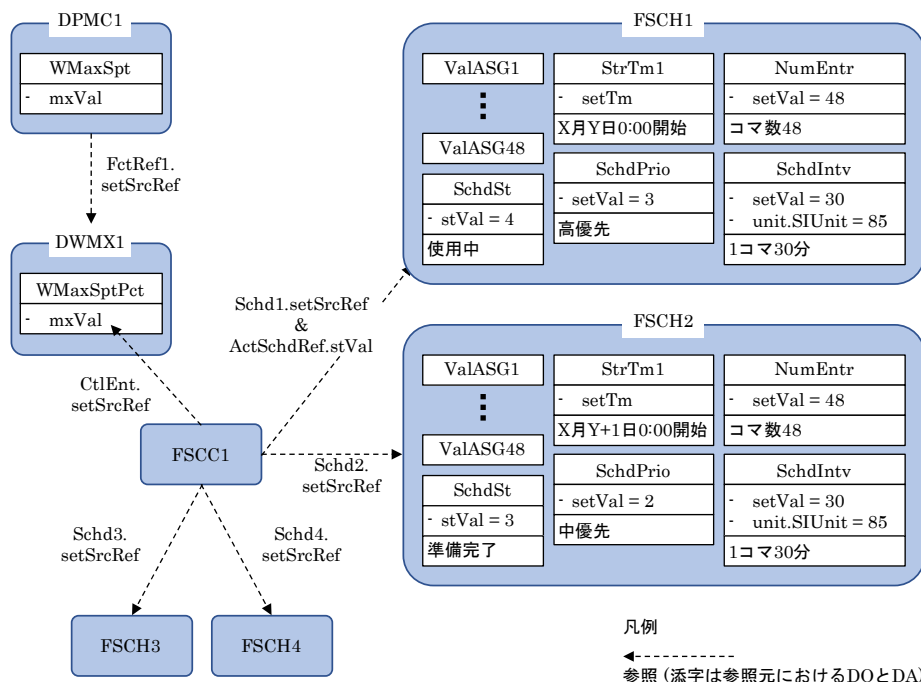 DPMC1
WMaxSpt
- mxVal
FctRef1.
setSrcRef
DWMX1
WMaxSptPct
- mxVal
CtlEnt.
setSrcRef
FSCC1
Schd1.setSrcRef
&
ActSchdRef.stVal
Schd2.
setSrcRef
Schd3.
setSrcRef
Schd4.
setSrcRef
FSCH3
FSCH4
FSCH1
ValASG1
⋮
ValASG48
SchdSt
- stVal = 4
使用中
StrTm1
- setTm
X月Y日0:00開始
SchdPrio
- setVal = 3
高優先
NumEntr
- setVal = 48
コマ数48
SchdIntv
- setVal = 30
- unit.SIUnit = 85
1コマ30分
FSCH2
ValASG1
⋮
ValASG48
SchdSt
- stVal = 3
準備完了
StrTm1
- setTm
X月Y+1日0:00開始
SchdPrio
- setVal = 2
中優先
NumEntr
- setVal = 48
コマ数48
SchdIntv
- setVal = 30
- unit.SIUnit = 85
1コマ30分
凡例
参照 (添字は参照元におけるDOとDA)